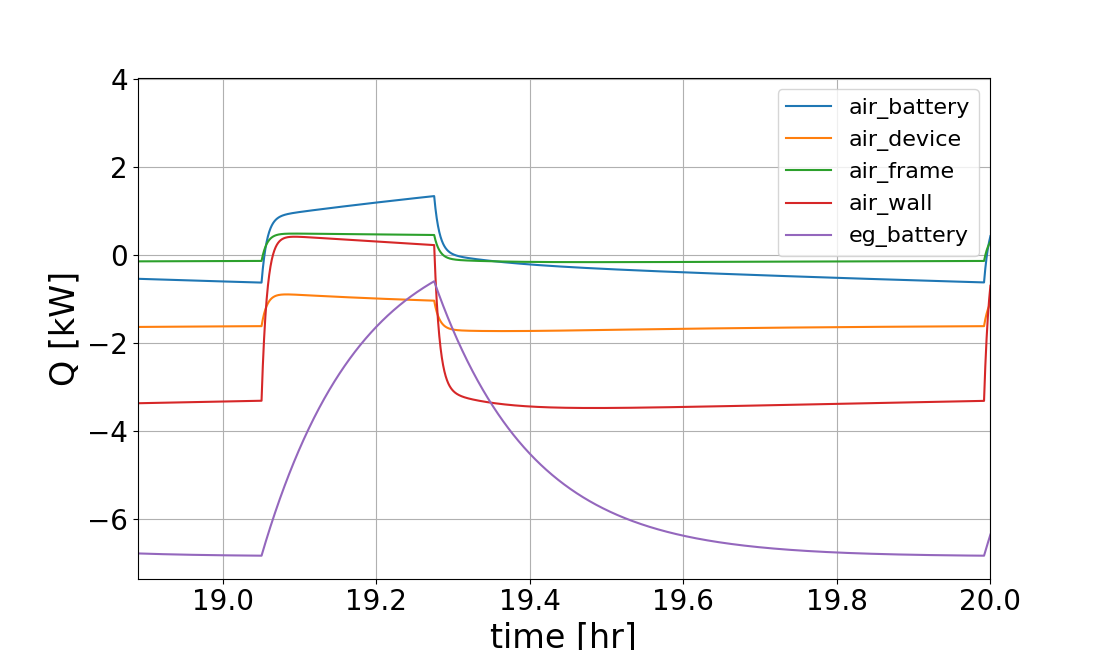 Q [kW]
4
2
0
−2
−4
−6
air_battery
air_device
air_frame
air_wall
eg_battery
19.0 19.2 19.4 19.6 19.8 20.0
time [hr]